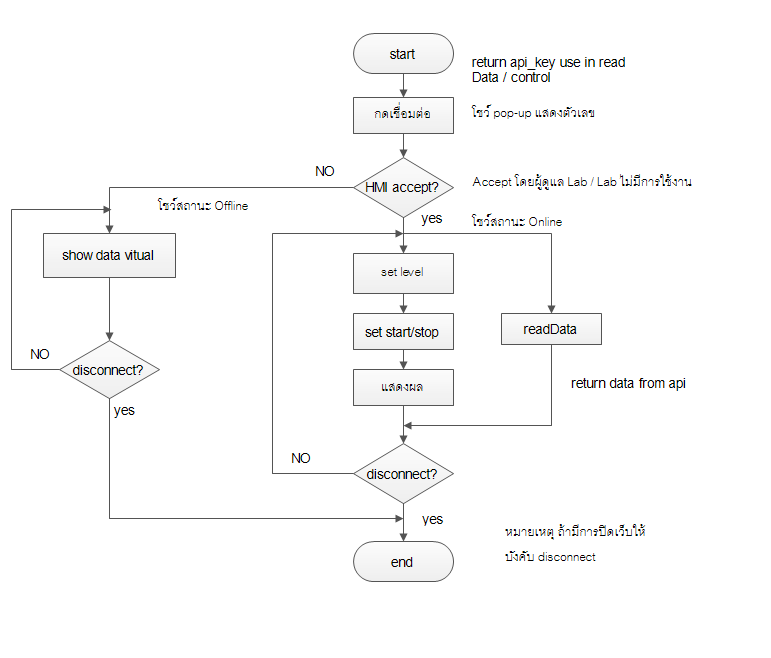 start
return api_key use in read
Data / control
กดเชื่อมต่อ
โชว์ pop-up แสดงตัวเลข
NO
HMI accept?
Accept โดยผู้ดูแล Lab / Lab ไม่มีการใช้งาน
โชว์สถานะ Offline
yes
โชว์สถานะ Online
show data vitual
set level
set start/stop
readData
NO
disconnect?
แสดงผล
return data from api
yes
NO
disconnect?
yes
หมายเหตุ ถ้ามีการปิดเว็บให้
บังคับ disconnect
end